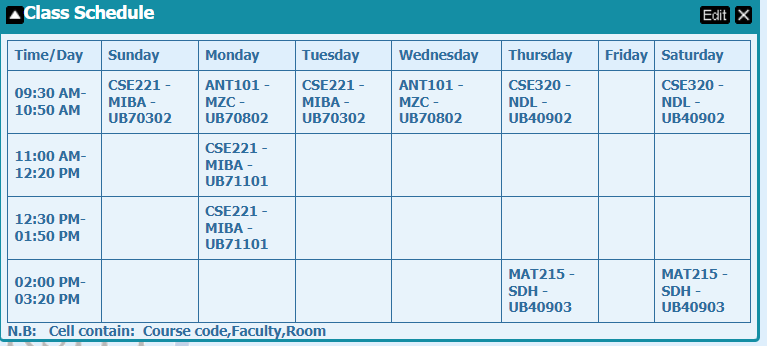 Class Schedule
Edit
Time/Day Sunday Monday Tuesday Wednesday Thursday Friday Saturday
09:30 AM- CSE221 - ANT101 - CSE221 - ANT101 - CSE320 - CSE320 -
10:50 AM MIBA - MZC - MIBA - MZC - NDL - NDL -
UB70302 UB70802 UB70302 UB70802 UB40902 UB40902
11:00 AM- CSE221 -
12:20 PM MIBA -
UB71101
12:30 PM- CSE221 -
01:50 PM MIBA -
UB71101
02:00 PM- MAT215 - MAT215 -
03:20 PM SDH - SDH -
UB40903 UB40903
N.B: Cell contain: Course code,Faculty,Room